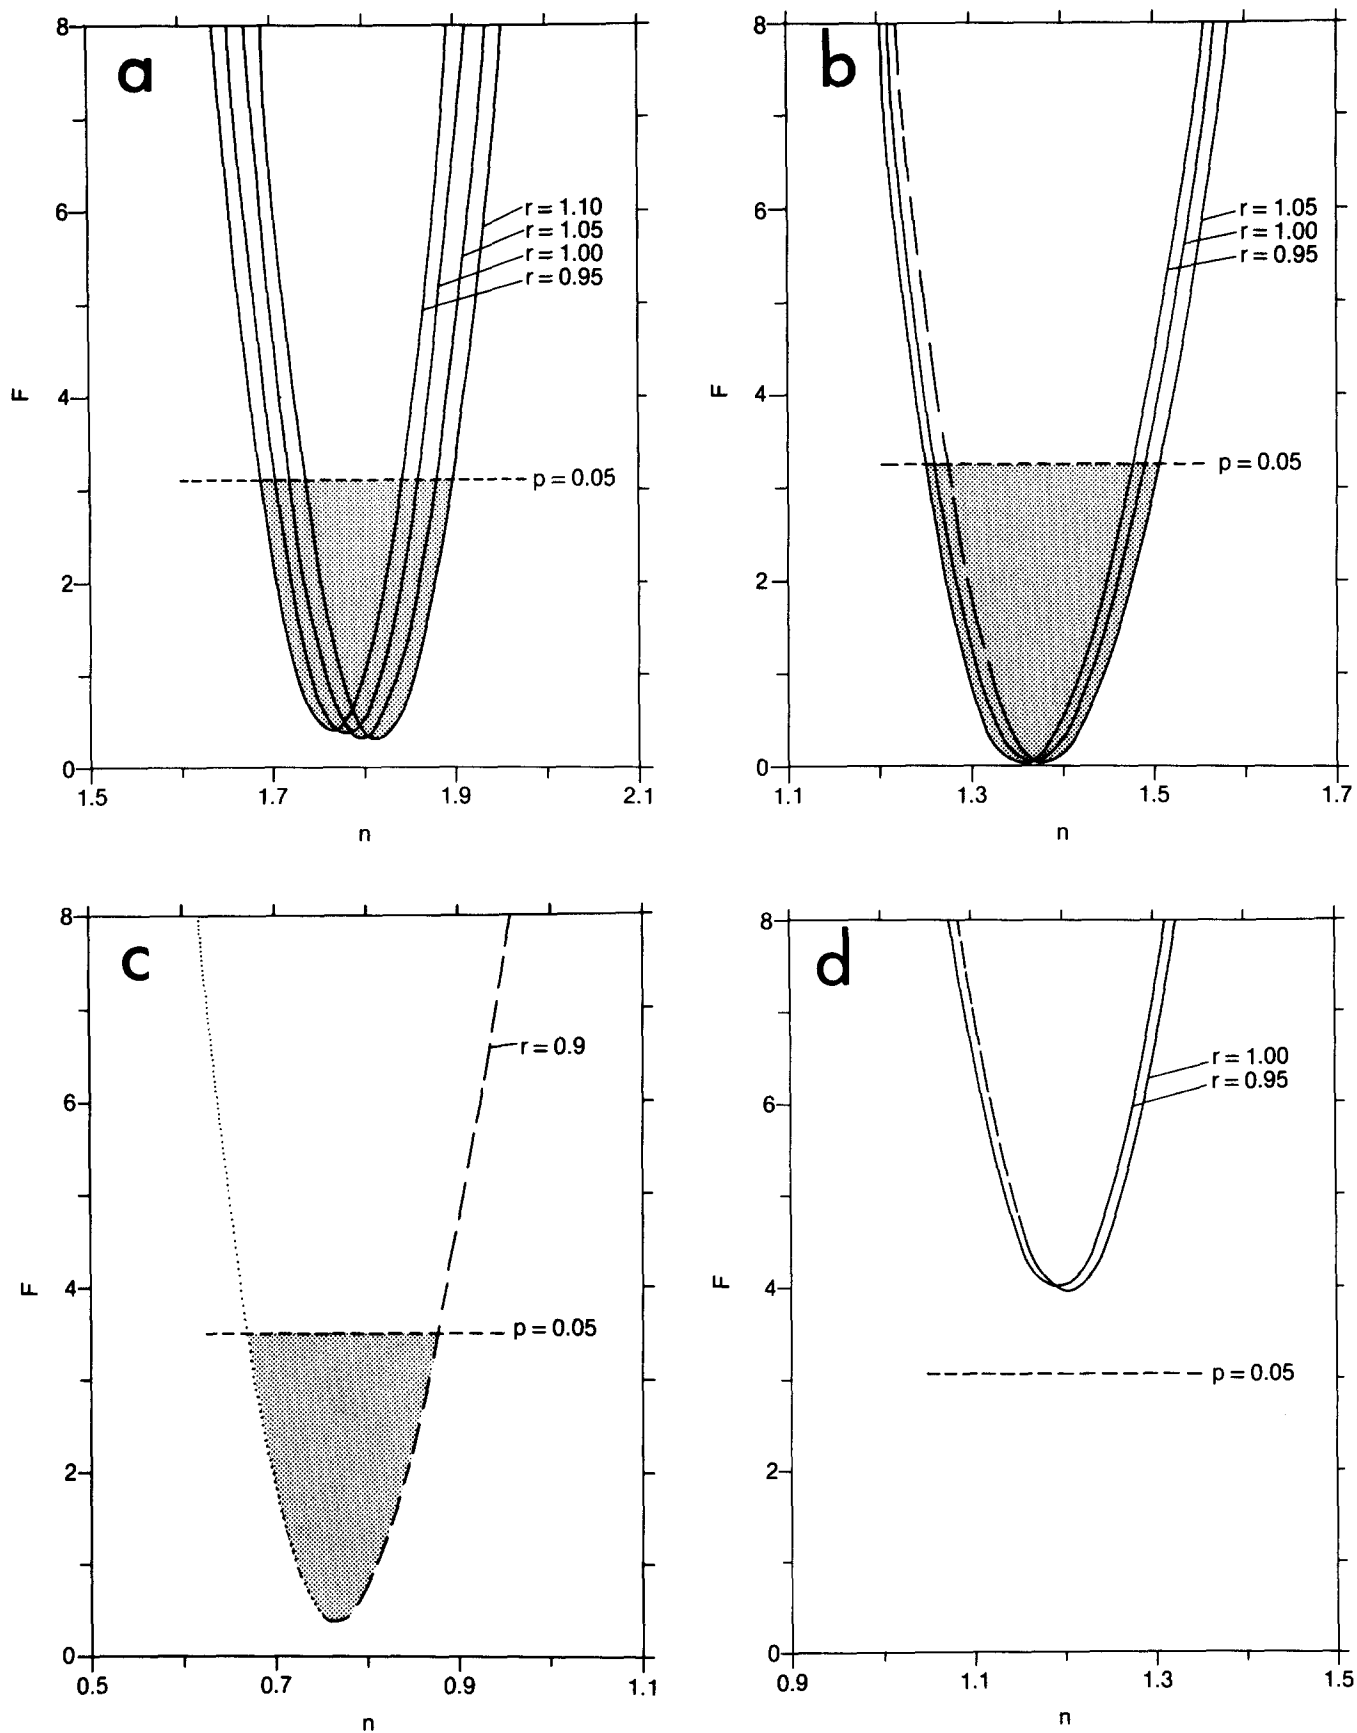 a
8
6
4
2
0
F
r = 1.10
r = 1.05
r = 1.00
r = 0.95
p = 0.05
1.5 1.7 1.9 2.1
n
b
8
6
4
2
0
F
r = 1.05
r = 1.00
r = 0.95
p = 0.05
1.1 1.3 1.5 1.7
n
c
8
6
4
2
0
F
r = 0.9
p = 0.05
0.5 0.7 0.9 1.1
n
d
8
6
4
2
0
F
r = 1.00
r = 0.95
p = 0.05
0.9 1.1 1.3 1.5
n